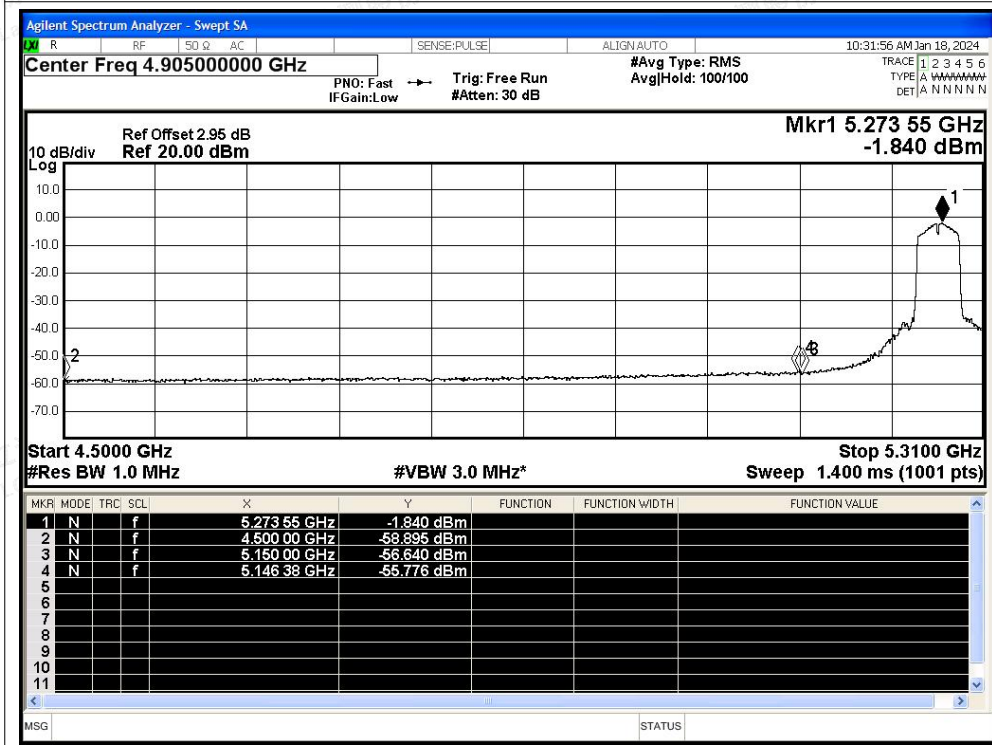 Agilent Spectrum Analyzer - Swept SA
LXI R RF 50 Ω AC SENSE:PULSE ALIGN AUTO 10:31:56 AM Jan 18, 2024
Center Freq 4.905000000 GHz #Avg Type: RMS TRACE 1 2 3 4 5 6
PNO: Fast Trig: Free Run Avg|Hold: 100/100 TYPE A WWWWW
IFGain:Low #Atten: 30 dB DET A N N N N N
Mkr1 5.273 55 GHz
Ref Offset 2.95 dB
10 dB/div Ref 20.00 dBm -1.840 dBm
Log
10.0
1
0.00
-10.0
-20.0
-30.0
-40.0
-50.0
2
4
3
-60.0
-70.0
Start 4.5000 GHz Stop 5.3100 GHz
#Res BW 1.0 MHz #VBW 3.0 MHz* Sweep 1.400 ms (1001 pts)
MKR MODE TRC SCL X Y FUNCTION FUNCTION WIDTH FUNCTION VALUE
1 N f 5.273 55 GHz -1.840 dBm
2 N f 4.500 00 GHz -58.895 dBm
3 N f 5.150 00 GHz -56.640 dBm
4 N f 5.146 38 GHz -55.776 dBm
5
6
7
8
9
10
11
MSG STATUS